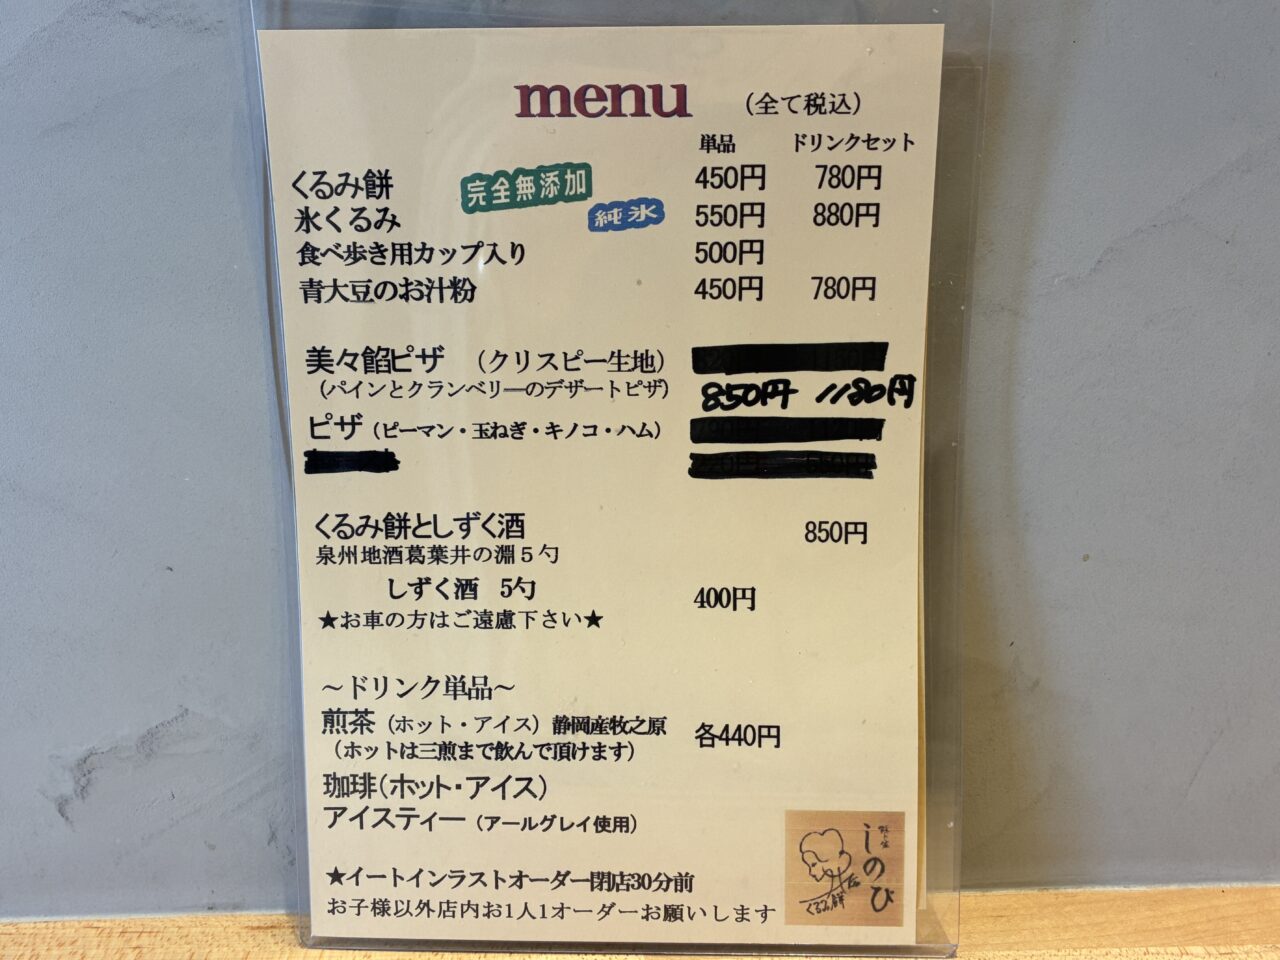 menu （全て税込）
単品 ドリンクセット
くるみ餅 完全無添加 450円 780円
氷くるみ 純氷 550円 880円
食べ歩き用カップ入り 500円
青大豆のお汁粉 450円 780円
美々餡ピザ （クリスピー生地）
（パインとクランベリーのデザートピザ） 850円 1180円
ピザ（ピーマン・玉ねぎ・キノコ・ハム）
くるみ餅としずく酒 850円
泉州地酒葛葉井の淵５勺
しずく酒 5勺 400円
★お車の方はご遠慮下さい★
～ドリンク単品～
煎茶（ホット・アイス）静岡産牧之原 各440円
（ホットは三煎まで飲んで頂けます）
珈琲（ホット・アイス）
アイスティー（アールグレイ使用）
★イートインラストオーダー閉店30分前
お子様以外店内お1人1オーダーお願いします
しのび
くるみ餅